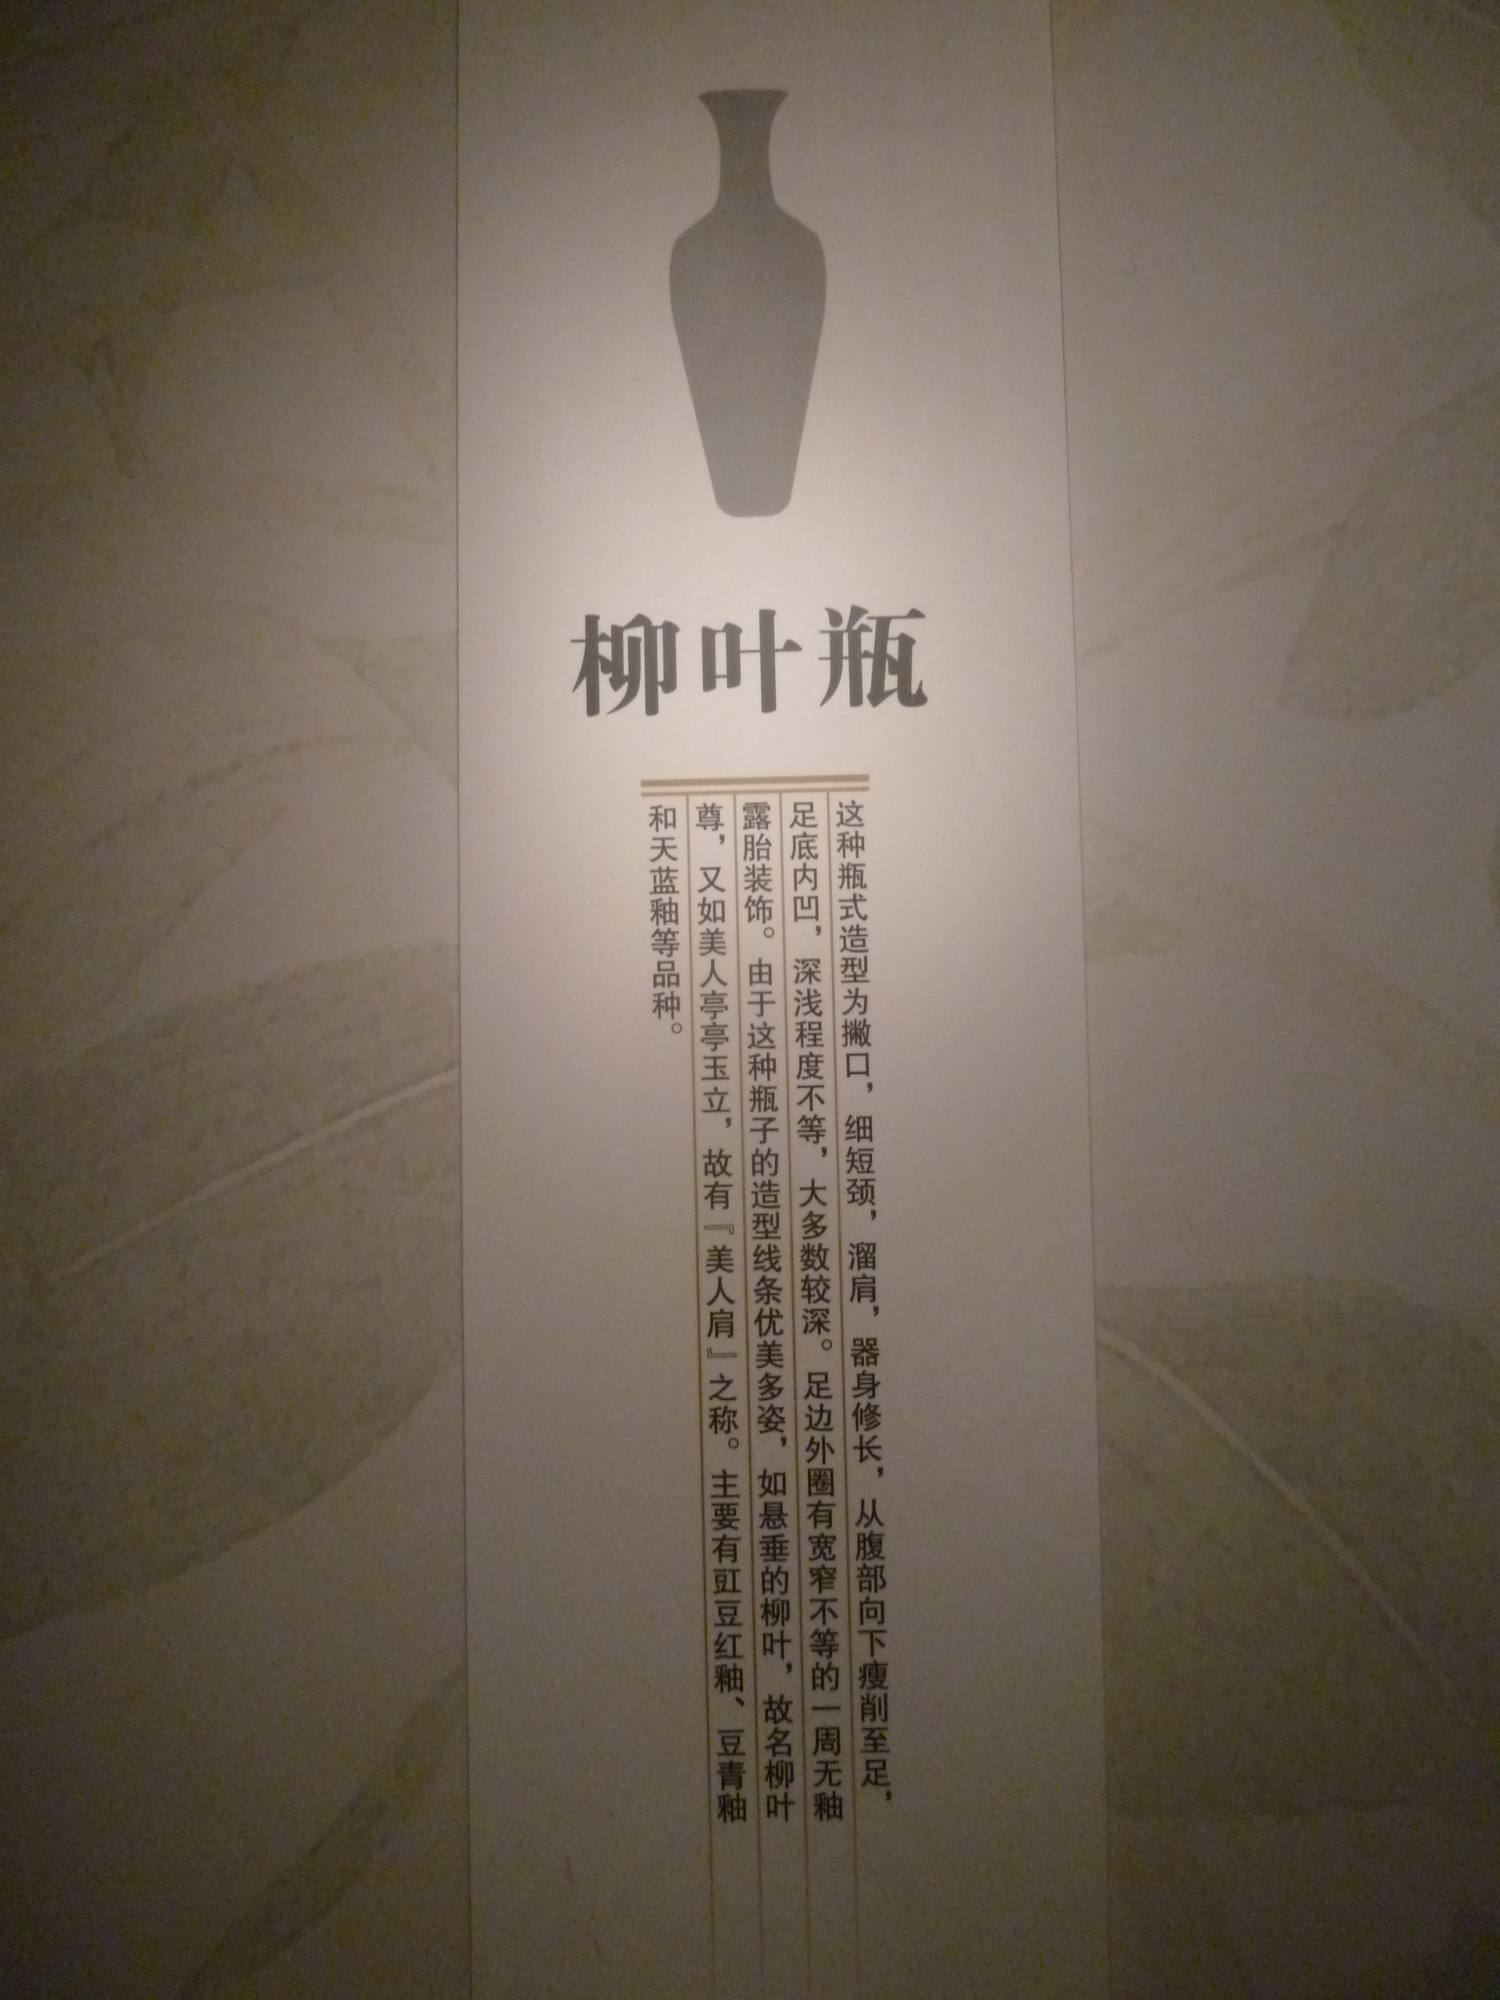 柳叶瓶
这种瓶式造型为撇口，细短颈，溜肩，器身修长，从腹部向下瘦削至足，
足底内凹，深浅程度不等，大多数较深。足边外圈有宽窄不等的一周无釉
露胎装饰。由于这种瓶子的造型线条优美多姿，如悬垂的柳叶，故名柳叶
尊，又如美人亭亭玉立，故有『美人肩』之称。主要有豇豆红釉、豆青釉
和天蓝釉等品种。